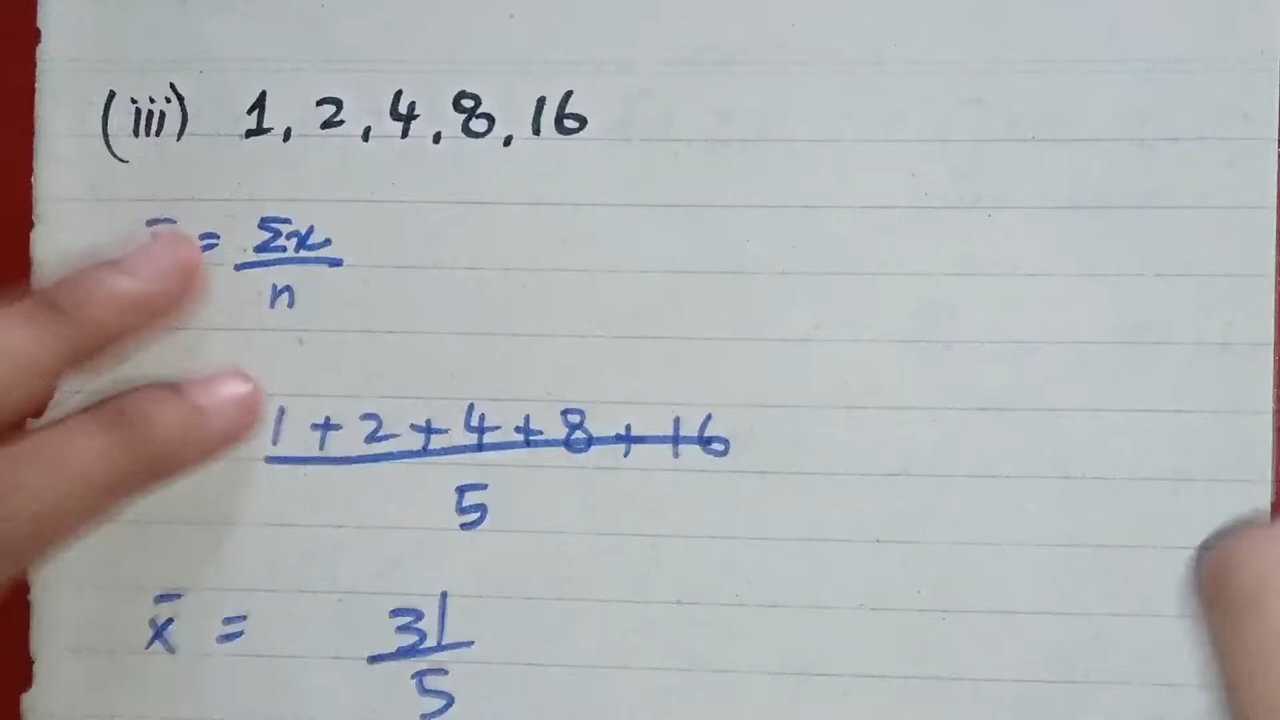 (iii) 1, 2, 4, 8, 16
= Σx/n
1 + 2 + 4 + 8 + 16
5
x̄ = 31/5